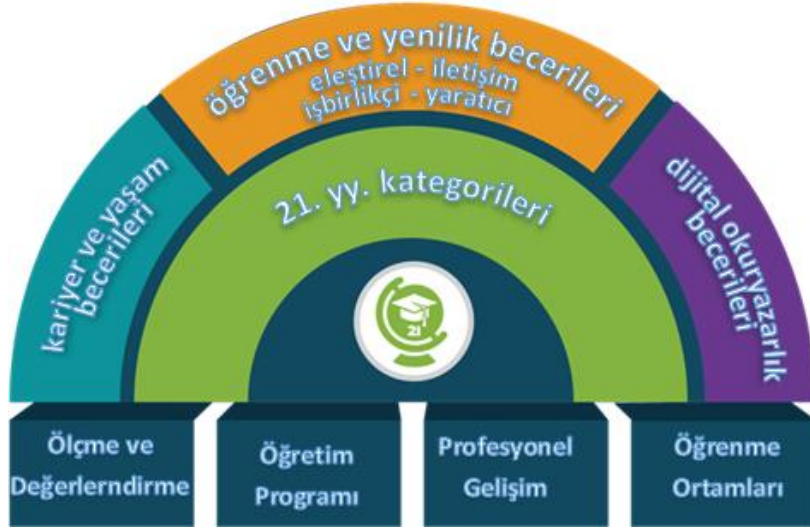 öğrenme ve yenilik becerileri
eleştirel - iletişim
işbirlikçi - yaratıcı
kariyer ve yaşam
becerileri
dijital okuryazarlık
becerileri
21. yy. kategorileri
21
Ölçme ve
Değerlerndirme
Öğretim
Programı
Profesyonel
Gelişim
Öğrenme
Ortamları